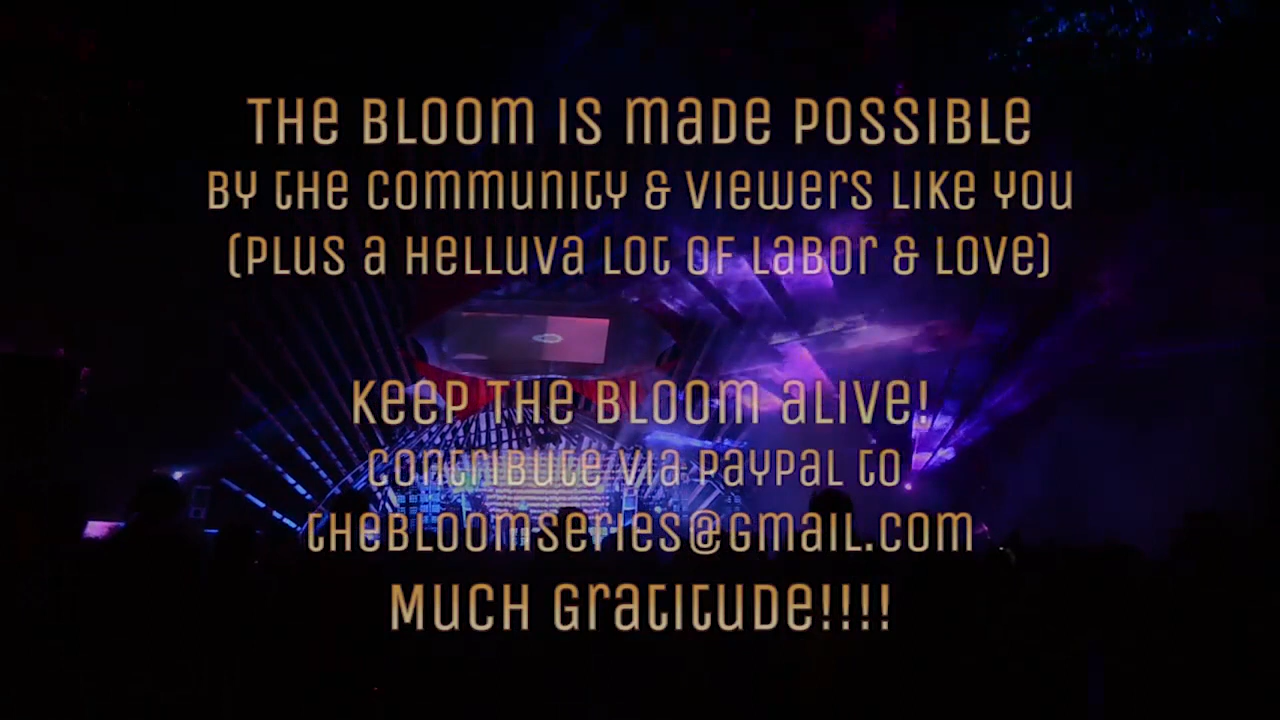 THE BLOOM IS MADE POSSIBLE
BY THE COMMUNITY & VIEWERS LIKE YOU
(PLUS A HELLUVA LOT OF LABOR & LOVE)
KEEP THE BLOOM ALIVE!
CONTRIBUTE VIA PAYPAL TO
THEBLOOMSERIES@GMAIL.COM
MUCH GRATITUDE!!!!